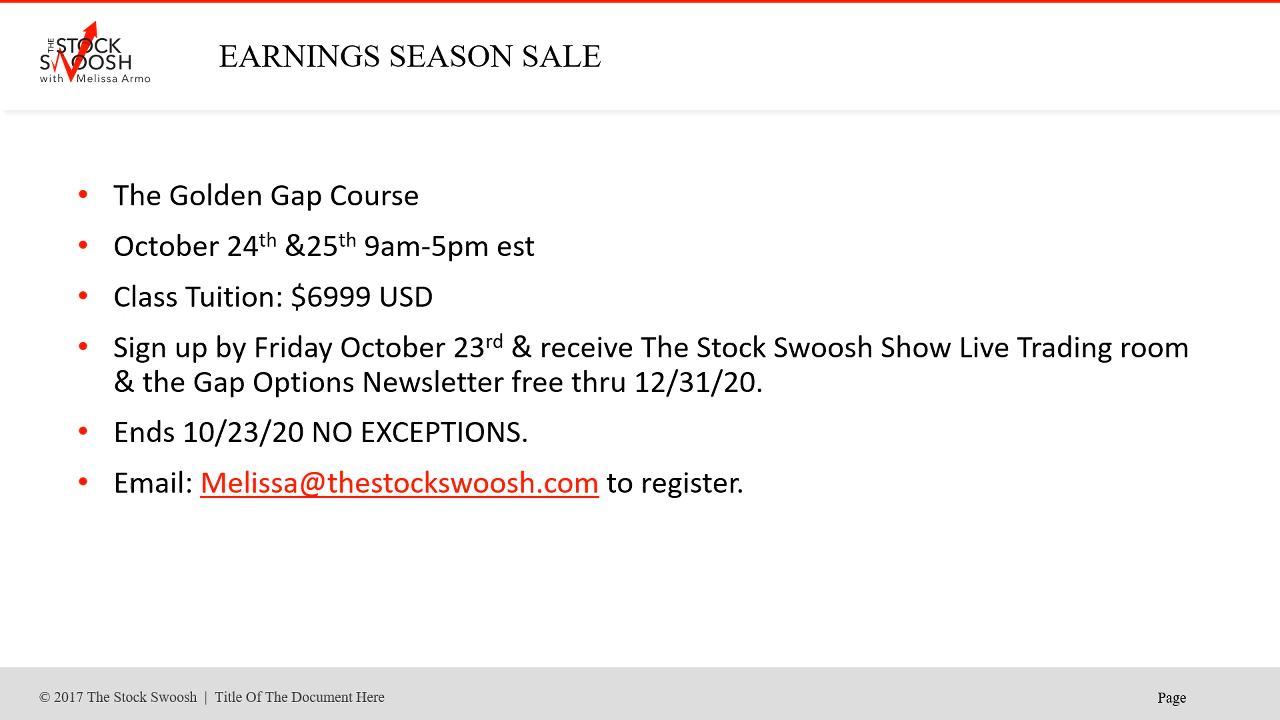 THE
STOCK
SWOOSH
with Melissa Armo
EARNINGS SEASON SALE
• The Golden Gap Course
• October 24th &25th 9am-5pm est
• Class Tuition: $6999 USD
• Sign up by Friday October 23rd & receive The Stock Swoosh Show Live Trading room
& the Gap Options Newsletter free thru 12/31/20.
• Ends 10/23/20 NO EXCEPTIONS.
• Email: Melissa@thestockswoosh.com to register.
© 2017 The Stock Swoosh | Title Of The Document Here
Page